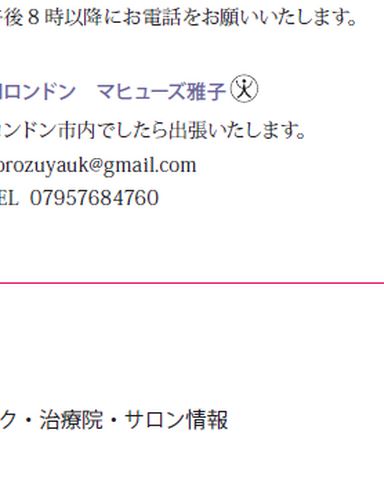 後８時以降にお電話をお願いいたします。
ロンドン　マヒューズ雅子
ンドン市内でしたら出張いたします。
orozuyauk@gmail.com
EL 07957684760
ク・治療院・サロン情報